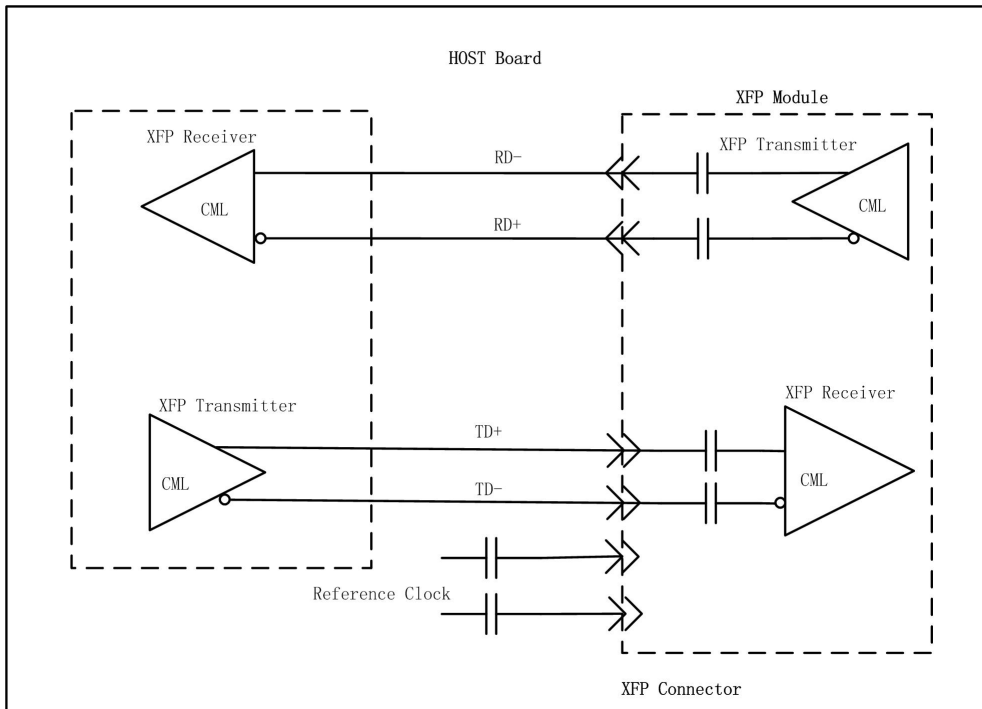 HOST Board
XFP Module
XFP Receiver
XFP Transmitter
RD-
CML
CML
RD+
XFP Receiver
XFP Transmitter
TD+
CML
CML
TD-
Reference Clock
XFP Connector